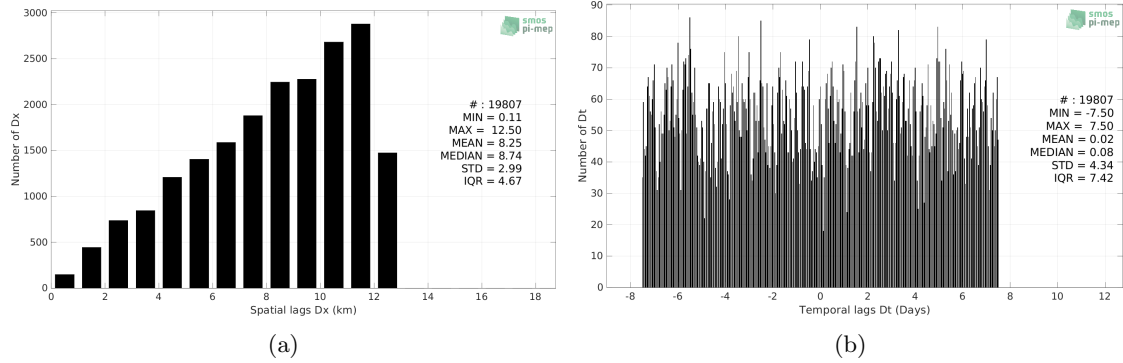 3000
2500
2000
1500
1000
500
0
Number of Dx
0 2 4 6 8 10 12 14 16 18
Spatial lags Dx (km)
smos
pi-mep
# : 19807
MIN = 0.11
MAX = 12.50
MEAN = 8.25
MEDIAN = 8.74
STD = 2.99
IQR = 4.67
(a)
90
80
70
60
50
40
30
20
10
0
Number of Dt
-8 -6 -4 -2 0 2 4 6 8 10 12
Temporal lags Dt (Days)
smos
pi-mep
# : 19807
MIN = -7.50
MAX = 7.50
MEAN = 0.02
MEDIAN = 0.08
STD = 4.34
IQR = 7.42
(b)